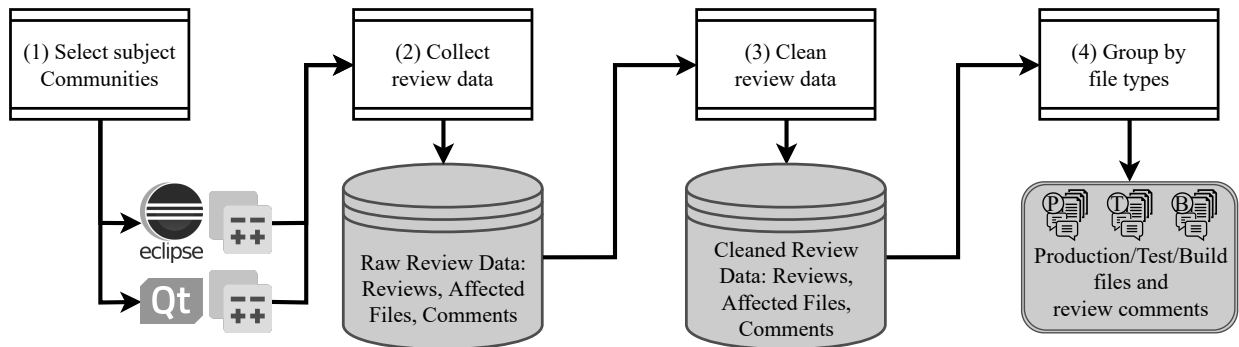 (1) Select subject
Communities
(2) Collect
review data
(3) Clean
review data
(4) Group by
file types
eclipse
Qt
Raw Review Data:
Reviews, Affected
Files, Comments
Cleaned Review
Data: Reviews,
Affected Files,
Comments
P T B
Production/Test/Build
files and
review comments